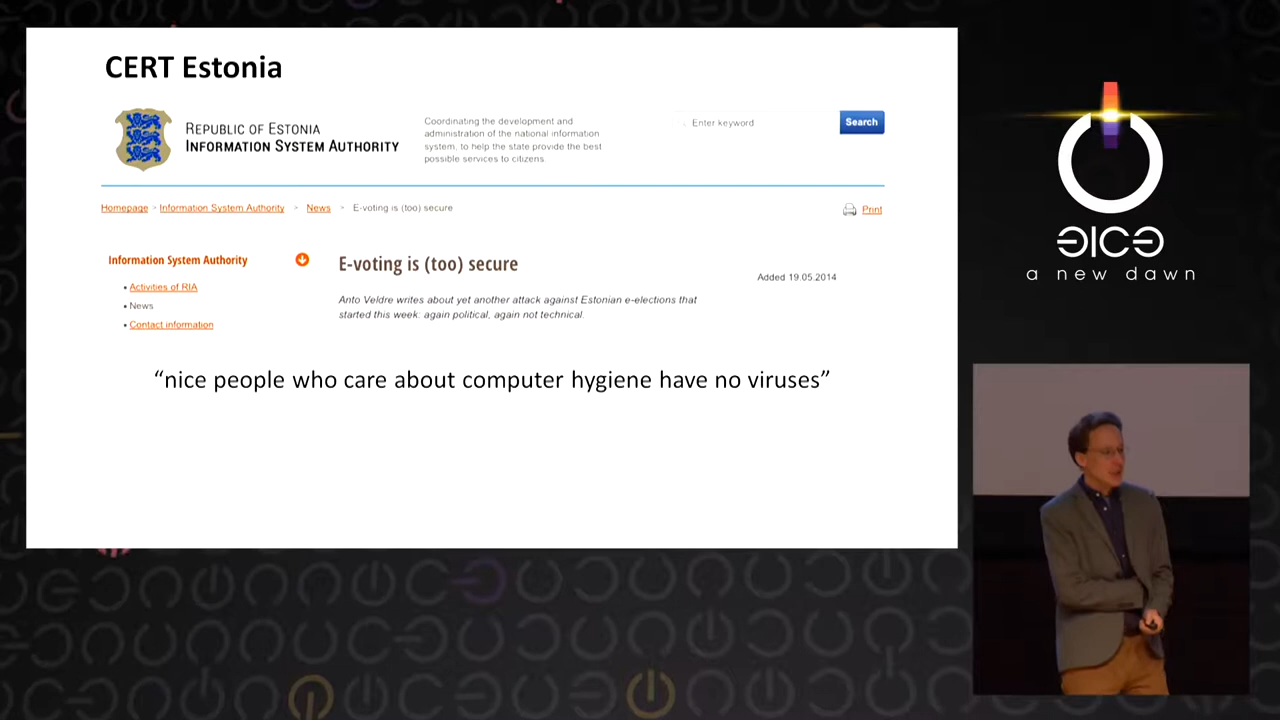 CERT Estonia
REPUBLIC OF ESTONIA
INFORMATION SYSTEM AUTHORITY
Coordinating the development and
administration of the national information
system, to help the state provide the best
possible services to citizens.
Enter keyword
Search
Homepage > Information System Authority > News > E-voting is (too) secure
Print
Information System Authority
• Activities of RIA
• News
• Contact information
E-voting is (too) secure
Added 19.05.2014
Anto Veldre writes about yet another attack against Estonian e-elections that
started this week: again political, again not technical.
“nice people who care about computer hygiene have no viruses”
a new dawn